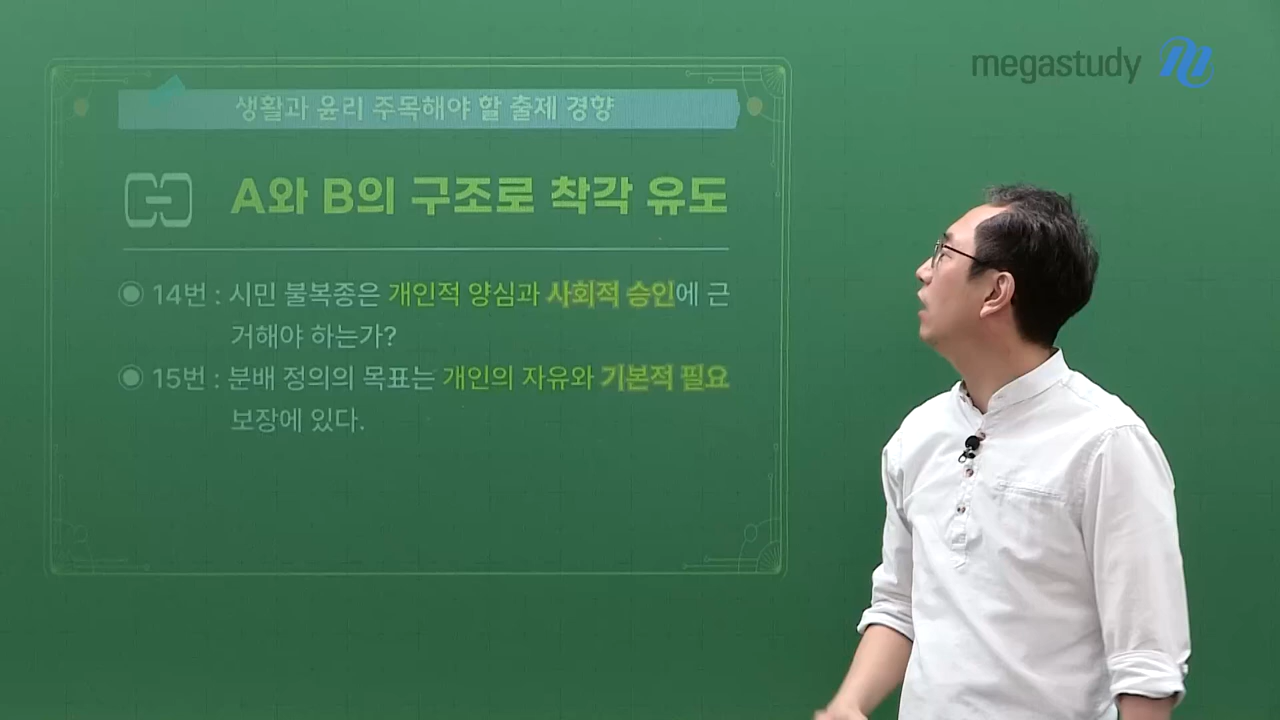 megastudy
생활과 윤리 주목해야 할 출제 경향
A와 B의 구조로 착각 유도
14번 : 시민 불복종은 개인적 양심과 사회적 승인에 근
거해야 하는가?
15번 : 분배 정의의 목표는 개인의 자유와 기본적 필요
보장에 있다.